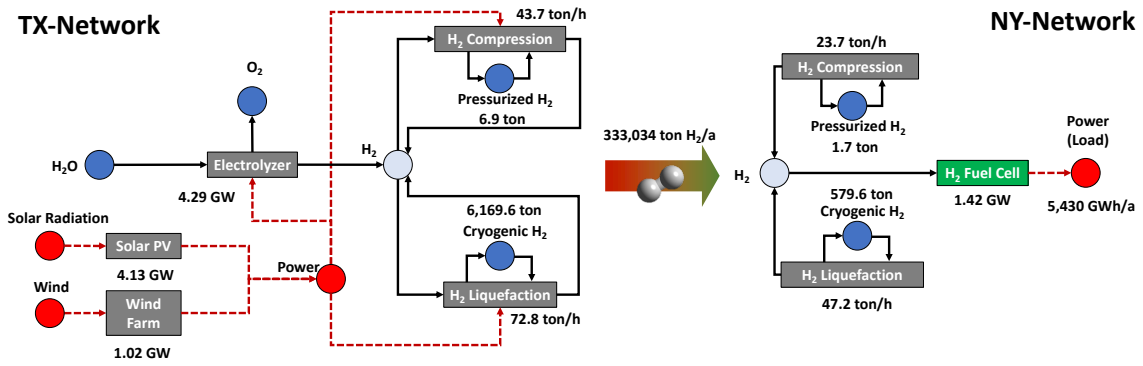 TX-Network
NY-Network
43.7 ton/h
H₂ Compression
Pressurized H₂
6.9 ton
O₂
H₂O
Electrolyzer
4.29 GW
H₂
Solar Radiation
Solar PV
4.13 GW
Wind
Wind
Farm
1.02 GW
Power
6,169.6 ton
Cryogenic H₂
H₂ Liquefaction
72.8 ton/h
333,034 ton H₂/a
23.7 ton/h
H₂ Compression
Pressurized H₂
1.7 ton
H₂
579.6 ton
Cryogenic H₂
H₂ Liquefaction
47.2 ton/h
H₂ Fuel Cell
1.42 GW
Power
(Load)
5,430 GWh/a